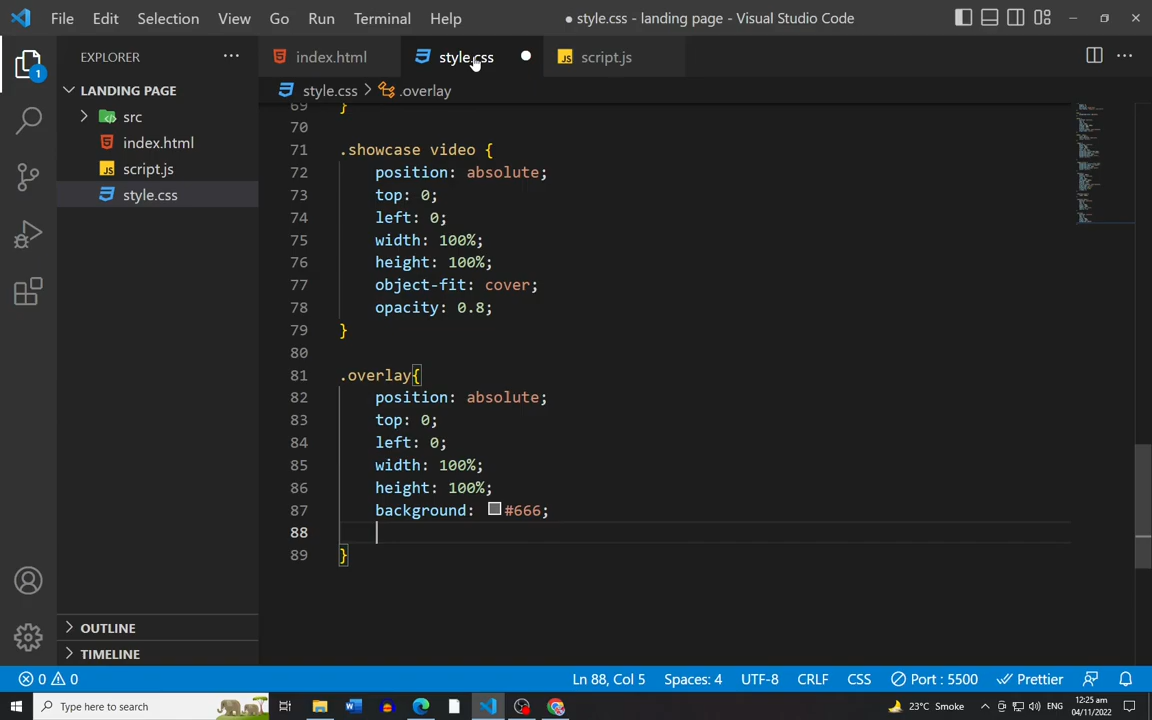 File Edit Selection View Go Run Terminal Help
● style.css - landing page - Visual Studio Code
EXPLORER
index.html
style.css
script.js
LANDING PAGE
style.css > .overlay
src
index.html
script.js
style.css
69 }
70
71 .showcase video {
72 position: absolute;
73 top: 0;
74 left: 0;
75 width: 100%;
76 height: 100%;
77 object-fit: cover;
78 opacity: 0.8;
79 }
80
81 .overlay{
82 position: absolute;
83 top: 0;
84 left: 0;
85 width: 100%;
86 height: 100%;
87 background: #666;
88
89 }
OUTLINE
TIMELINE
1
0 0 Ln 88, Col 5 Spaces: 4 UTF-8 CRLF CSS Port : 5500 Prettier
Type here to search
23°C Smoke
ENG
12:25 am
04/11/2022